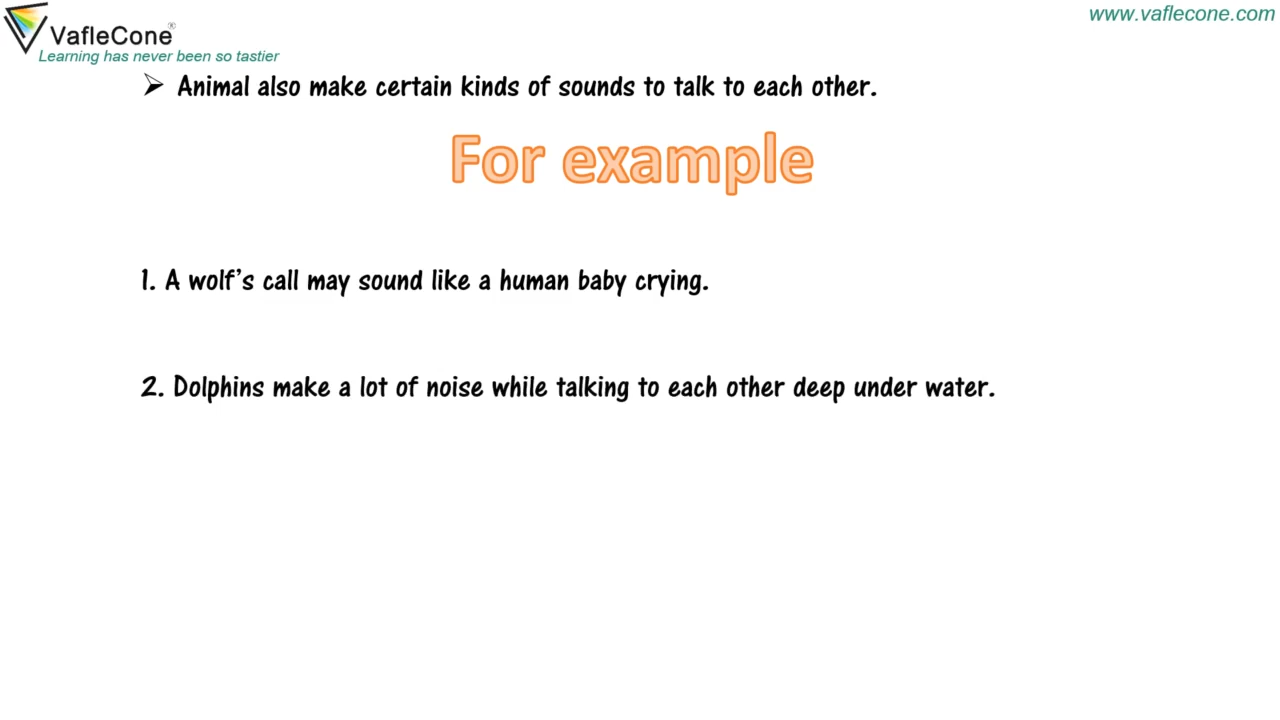 VafleCone®
www.vaflecone.com
Learning has never been so tastier
➢ Animal also make certain kinds of sounds to talk to each other.
For example
1. A wolf's call may sound like a human baby crying.
2. Dolphins make a lot of noise while talking to each other deep under water.